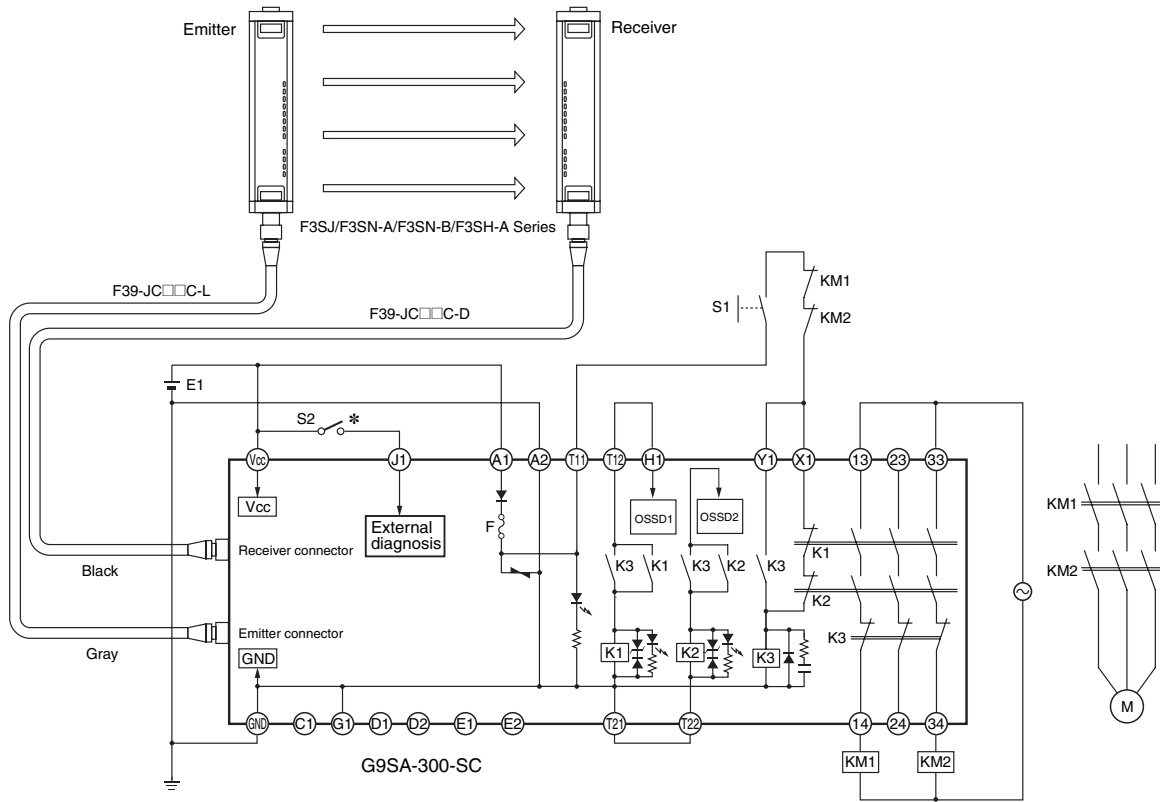 Emitter
Receiver
F3SJ/F3SN-A/F3SN-B/F3SH-A Series
F39-JC□□C-L
F39-JC□□C-D
KM1
S1
KM2
E1
S2 *
Vcc J1 A1 A2 T11 T12 H1 Y1 X1 13 23 33
Vcc
External
diagnosis
F
OSSD1
OSSD2
KM1
Receiver connector
Black
K3 K1 K3 K2 K3
K1
K2
KM2
Emitter connector
Gray
GND
K1
K2
K3
K3
M
GND C1 G1 D1 D2 E1 E2 T21 T22 14 24 34
G9SA-300-SC
KM1
KM2